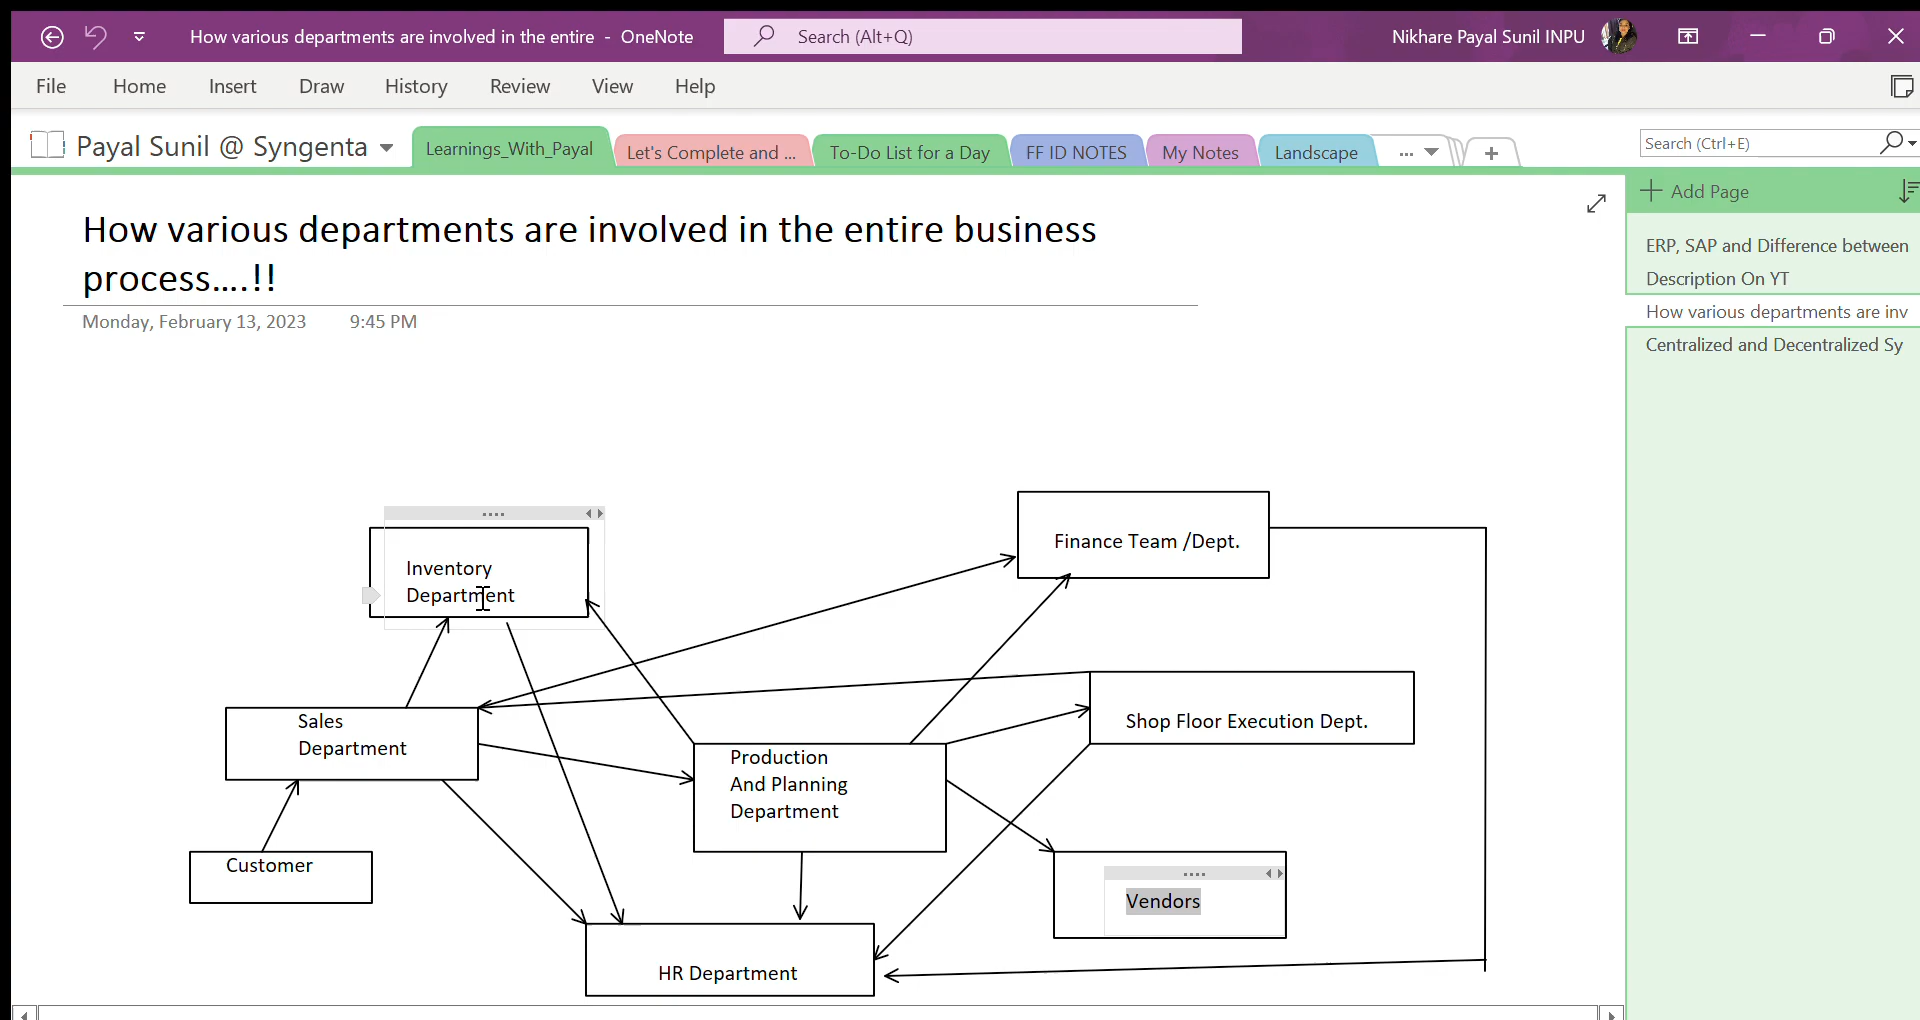 How various departments are involved in the entire - OneNote
Search (Alt+Q)
Nikhare Payal Sunil INPU
File Home Insert Draw History Review View Help
Payal Sunil @ Syngenta
Learnings_With_Payal
Let's Complete and ...
To-Do List for a Day
FF ID NOTES
My Notes
Landscape
...
Search (Ctrl+E)
Add Page
ERP, SAP and Difference between
Description On YT
How various departments are inv
Centralized and Decentralized Sy
How various departments are involved in the entire business
process....!!
Monday, February 13, 2023 9:45 PM
Finance Team /Dept.
Inventory
Department
Sales
Department
Shop Floor Execution Dept.
Production
And Planning
Department
Customer
Vendors
HR Department